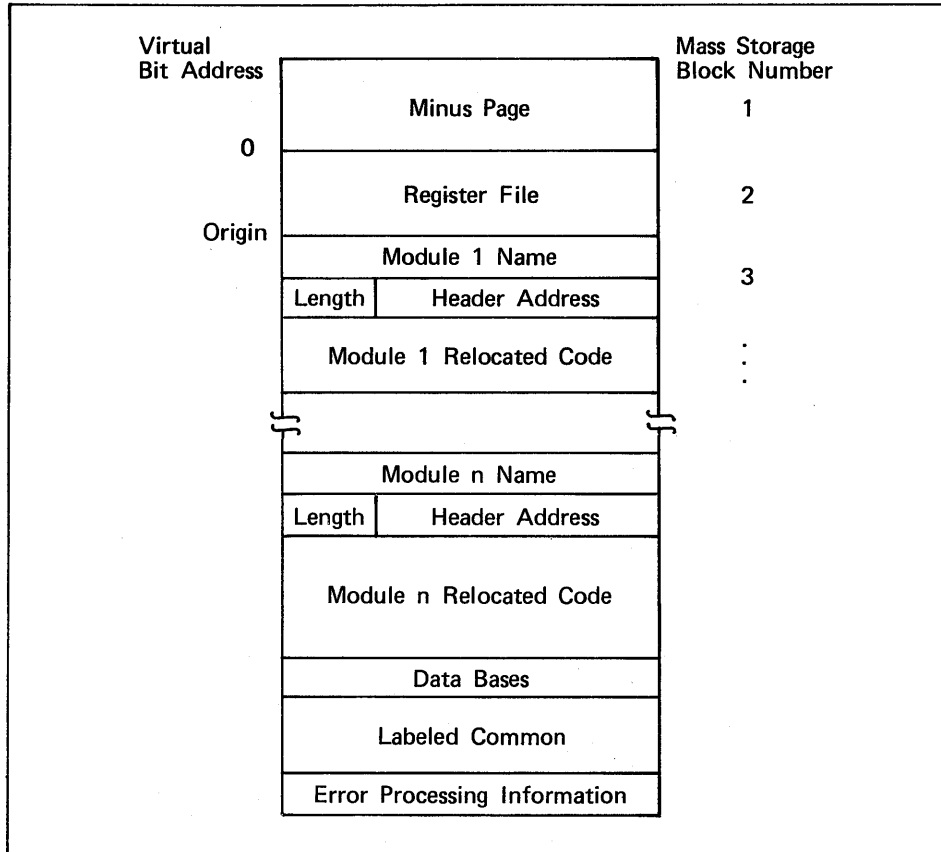 Virtual
Bit Address
Mass Storage
Block Number
Minus Page
1
0
Register File
2
Origin
Module 1 Name
3
Length
Header Address
Module 1 Relocated Code
Module n Name
Length
Header Address
Module n Relocated Code
Data Bases
Labeled Common
Error Processing Information